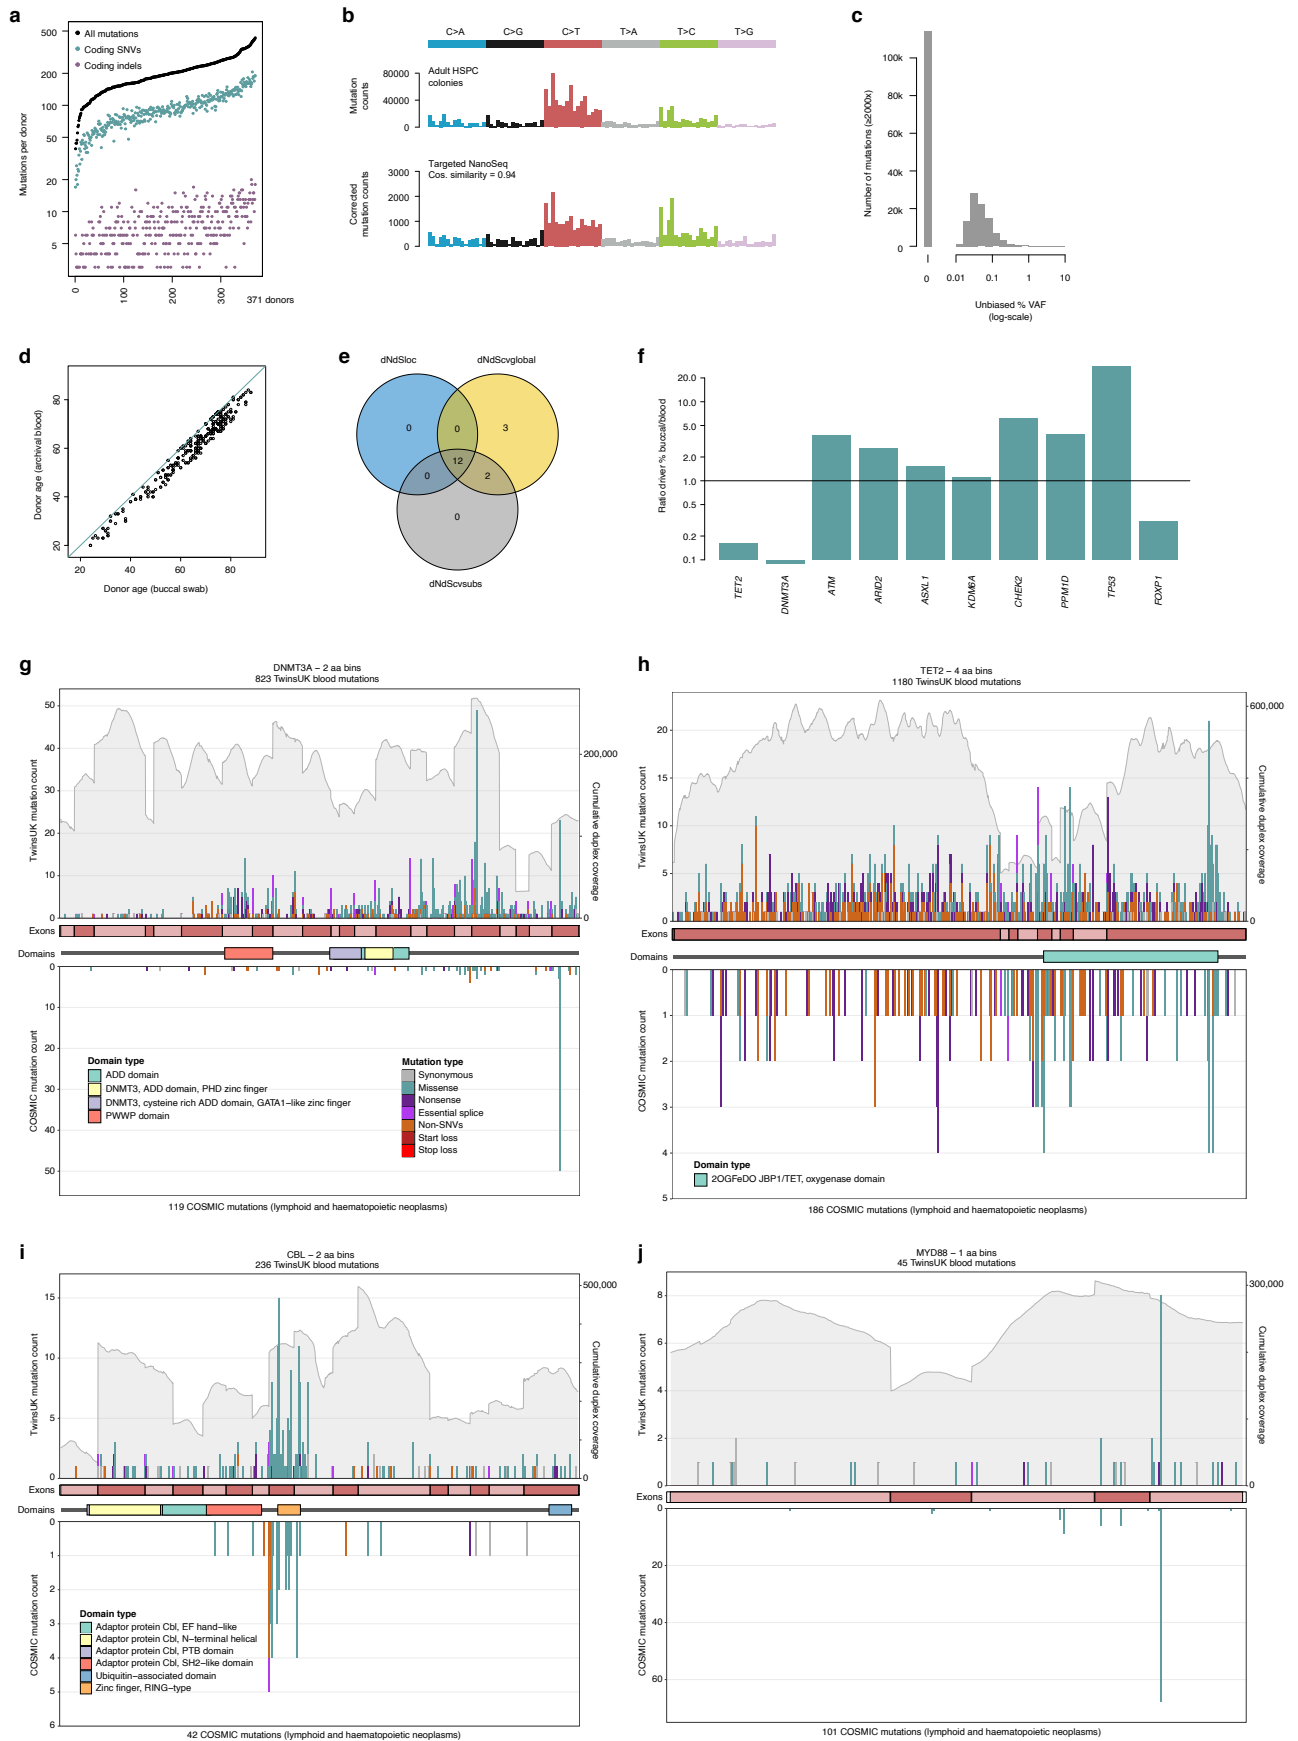 a
500
200
100
50
20
10
5
Mutations per donor
All mutations
Coding SNVs
Coding indels
0
100
200
300
371 donors
b
C>A
C>G
C>T
T>A
T>C
T>G
Adult HSPC
colonies
80000
40000
0
Mutation
counts
Targeted NanoSeq
Cos. similarity = 0.94
3000
2000
1000
0
Corrected
mutation counts
c
100k
80k
60k
40k
20k
0
Number of mutations (≥2000x)
0
0.01
0.1
1
10
Unbiased % VAF
(log-scale)
d
80
60
40
20
Donor age (archival blood)
20
40
60
80
Donor age (buccal swab)
e
dNdSloc
dNdScvglobal
0
0
3
12
0
2
0
dNdScvsubs
f
20.0
10.0
5.0
2.0
1.0
0.5
0.2
0.1
Ratio driver % buccal/blood
TET2
DNMT3A
ATM
ARID2
ASXL1
KDM6A
CHEK2
PPM1D
TP53
FOXP1
g
DNMT3A − 2 aa bins
823 TwinsUK blood mutations
50
40
30
20
10
0
TwinsUK mutation count
200,000
0
Cumulative duplex coverage
Exons
Domains
0
10
20
30
40
50
COSMIC mutation count
Domain type
ADD domain
DNMT3, ADD domain, PHD zinc finger
DNMT3, cysteine rich ADD domain, GATA1−like zinc finger
PWWP domain
Mutation type
Synonymous
Missense
Nonsense
Essential splice
Non−SNVs
Start loss
Stop loss
119 COSMIC mutations (lymphoid and haematopoietic neoplasms)
h
TET2 − 4 aa bins
1180 TwinsUK blood mutations
20
15
10
5
0
TwinsUK mutation count
600,000
0
Cumulative duplex coverage
Exons
Domains
0
1
2
3
4
5
COSMIC mutation count
Domain type
2OGFeDO JBP1/TET, oxygenase domain
186 COSMIC mutations (lymphoid and haematopoietic neoplasms)
i
CBL − 2 aa bins
236 TwinsUK blood mutations
15
10
5
0
TwinsUK mutation count
500,000
0
Cumulative duplex coverage
Exons
Domains
0
1
2
3
4
5
6
COSMIC mutation count
Domain type
Adaptor protein Cbl, EF hand−like
Adaptor protein Cbl, N−terminal helical
Adaptor protein Cbl, PTB domain
Adaptor protein Cbl, SH2−like domain
Ubiquitin−associated domain
Zinc finger, RING−type
42 COSMIC mutations (lymphoid and haematopoietic neoplasms)
j
MYD88 − 1 aa bins
45 TwinsUK blood mutations
8
6
4
2
0
TwinsUK mutation count
300,000
0
Cumulative duplex coverage
Exons
0
20
40
60
COSMIC mutation count
101 COSMIC mutations (lymphoid and haematopoietic neoplasms)